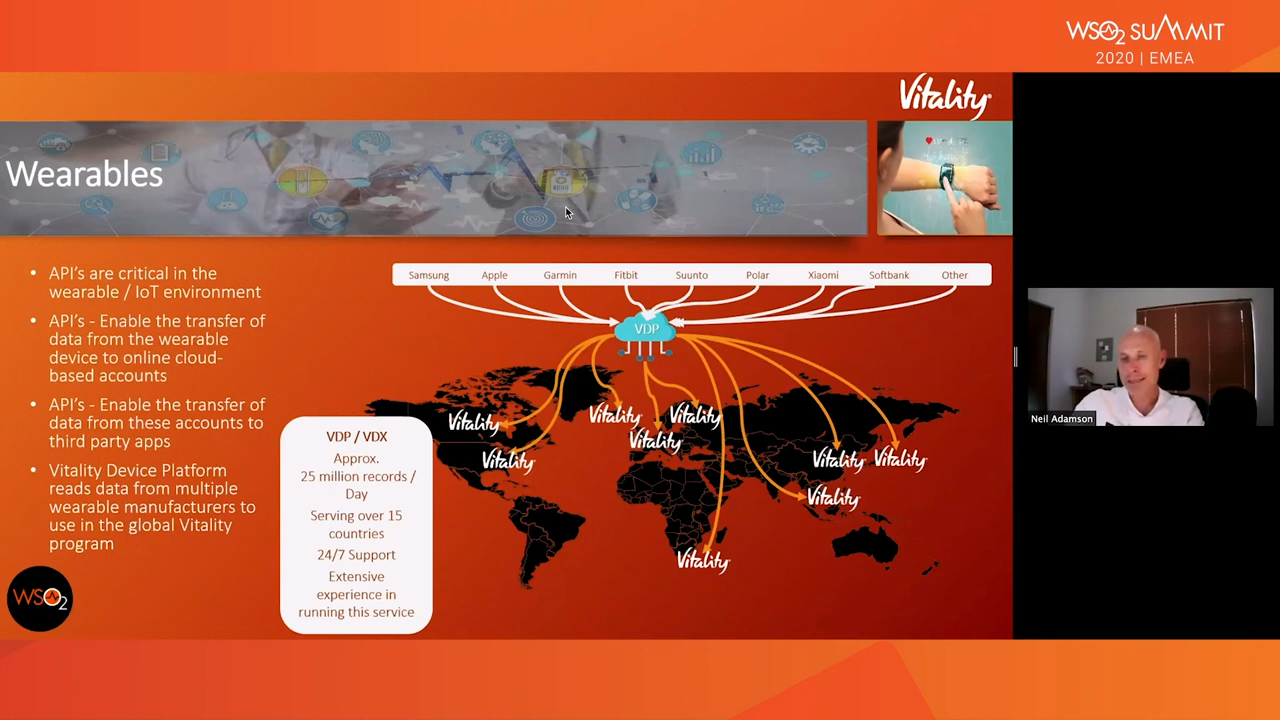 WSO2 SUMMIT
2020 | EMEA
Vitality
Wearables
• API's are critical in the
wearable / IoT environment
• API's - Enable the transfer of
data from the wearable
device to online cloud-
based accounts
• API's - Enable the transfer of
data from these accounts to
third party apps
• Vitality Device Platform
reads data from multiple
wearable manufacturers to
use in the global Vitality
program
Samsung Apple Garmin Fitbit Suunto Polar Xiaomi Softbank Other
VDP
Vitality Vitality Vitality
Vitality
Vitality Vitality Vitality
Vitality
Vitality
VDP / VDX
Approx.
25 million records /
Day
Serving over 15
countries
24/7 Support
Extensive
experience in
running this service
WSO2
Neil Adamson